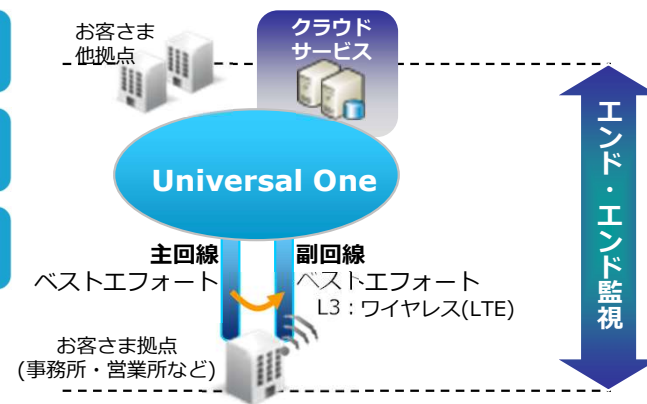 お客さま
他拠点
クラウド
サービス
Universal One
主回線
ベストエフォート
副回線
ベストエフォート
L3：ワイヤレス(LTE)
お客さま拠点
(事務所・営業所など)
エンド・エンド監視